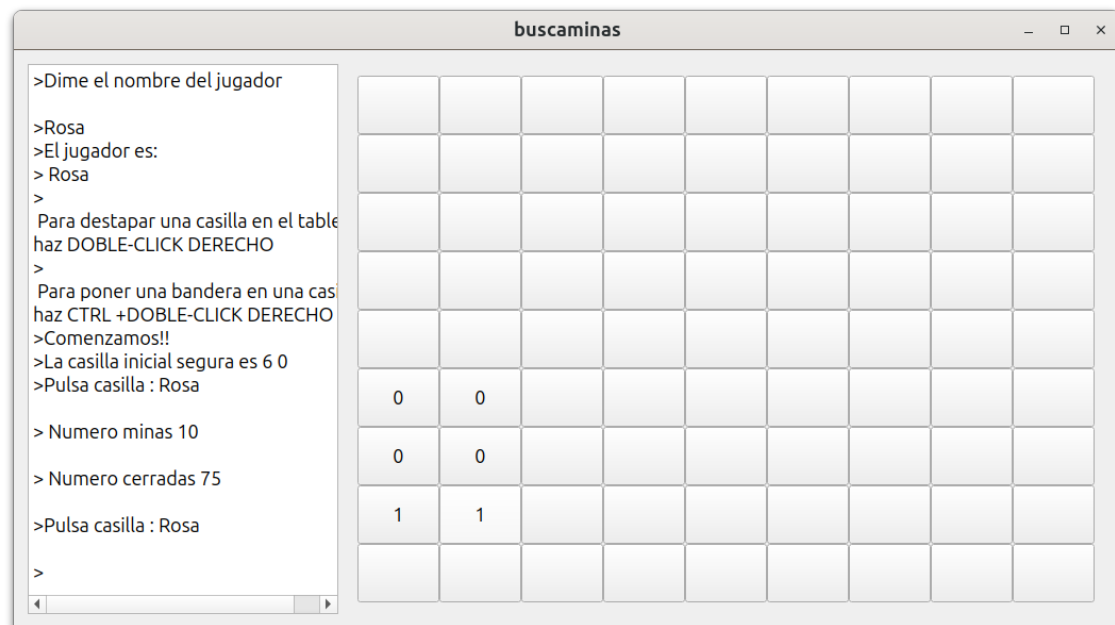 buscaminas
>Dime el nombre del jugador
>Rosa
>El jugador es:
> Rosa
>
Para destapar una casilla en el table
haz DOBLE-CLICK DERECHO
>
Para poner una bandera en una casi
haz CTRL +DOBLE-CLICK DERECHO
>Comenzamos!!
>La casilla inicial segura es 6 0
>Pulsa casilla : Rosa
> Numero minas 10
> Numero cerradas 75
>Pulsa casilla : Rosa
>
0 0
0 0
1 1